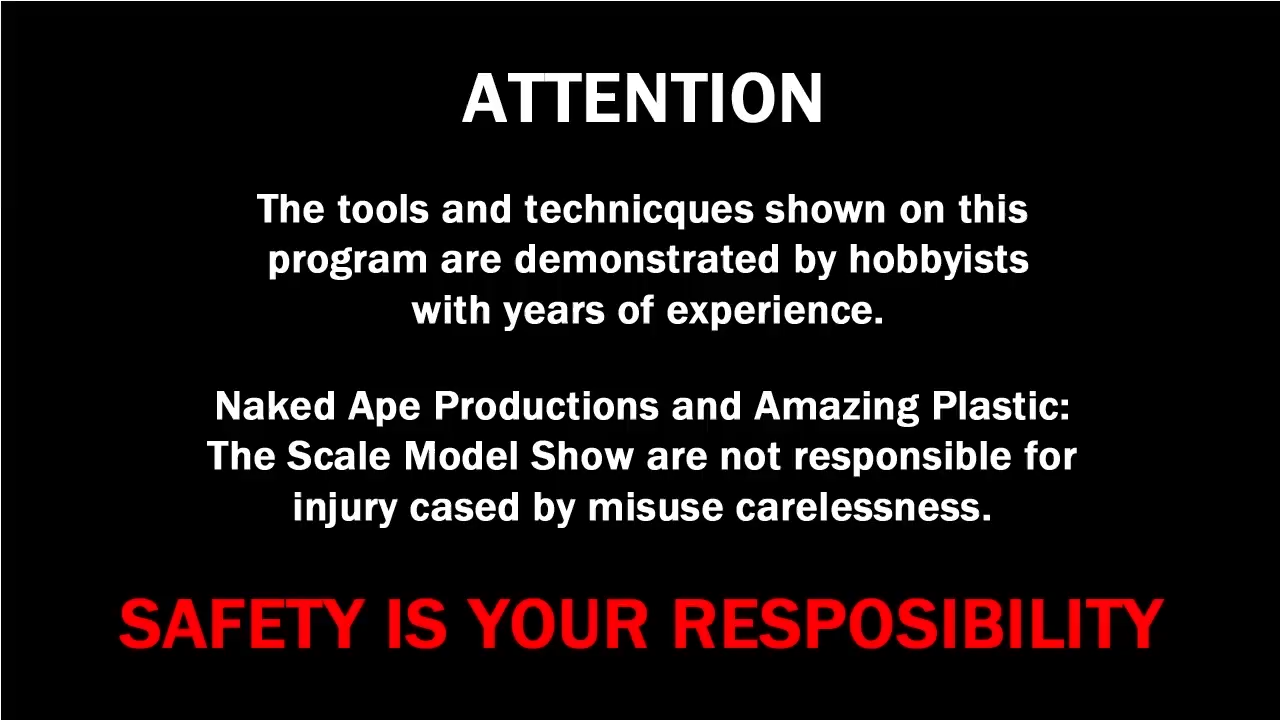 ATTENTION
The tools and technicques shown on this
program are demonstrated by hobbyists
with years of experience.
Naked Ape Productions and Amazing Plastic:
The Scale Model Show are not responsible for
injury cased by misuse carelessness.
SAFETY IS YOUR RESPOSIBILITY